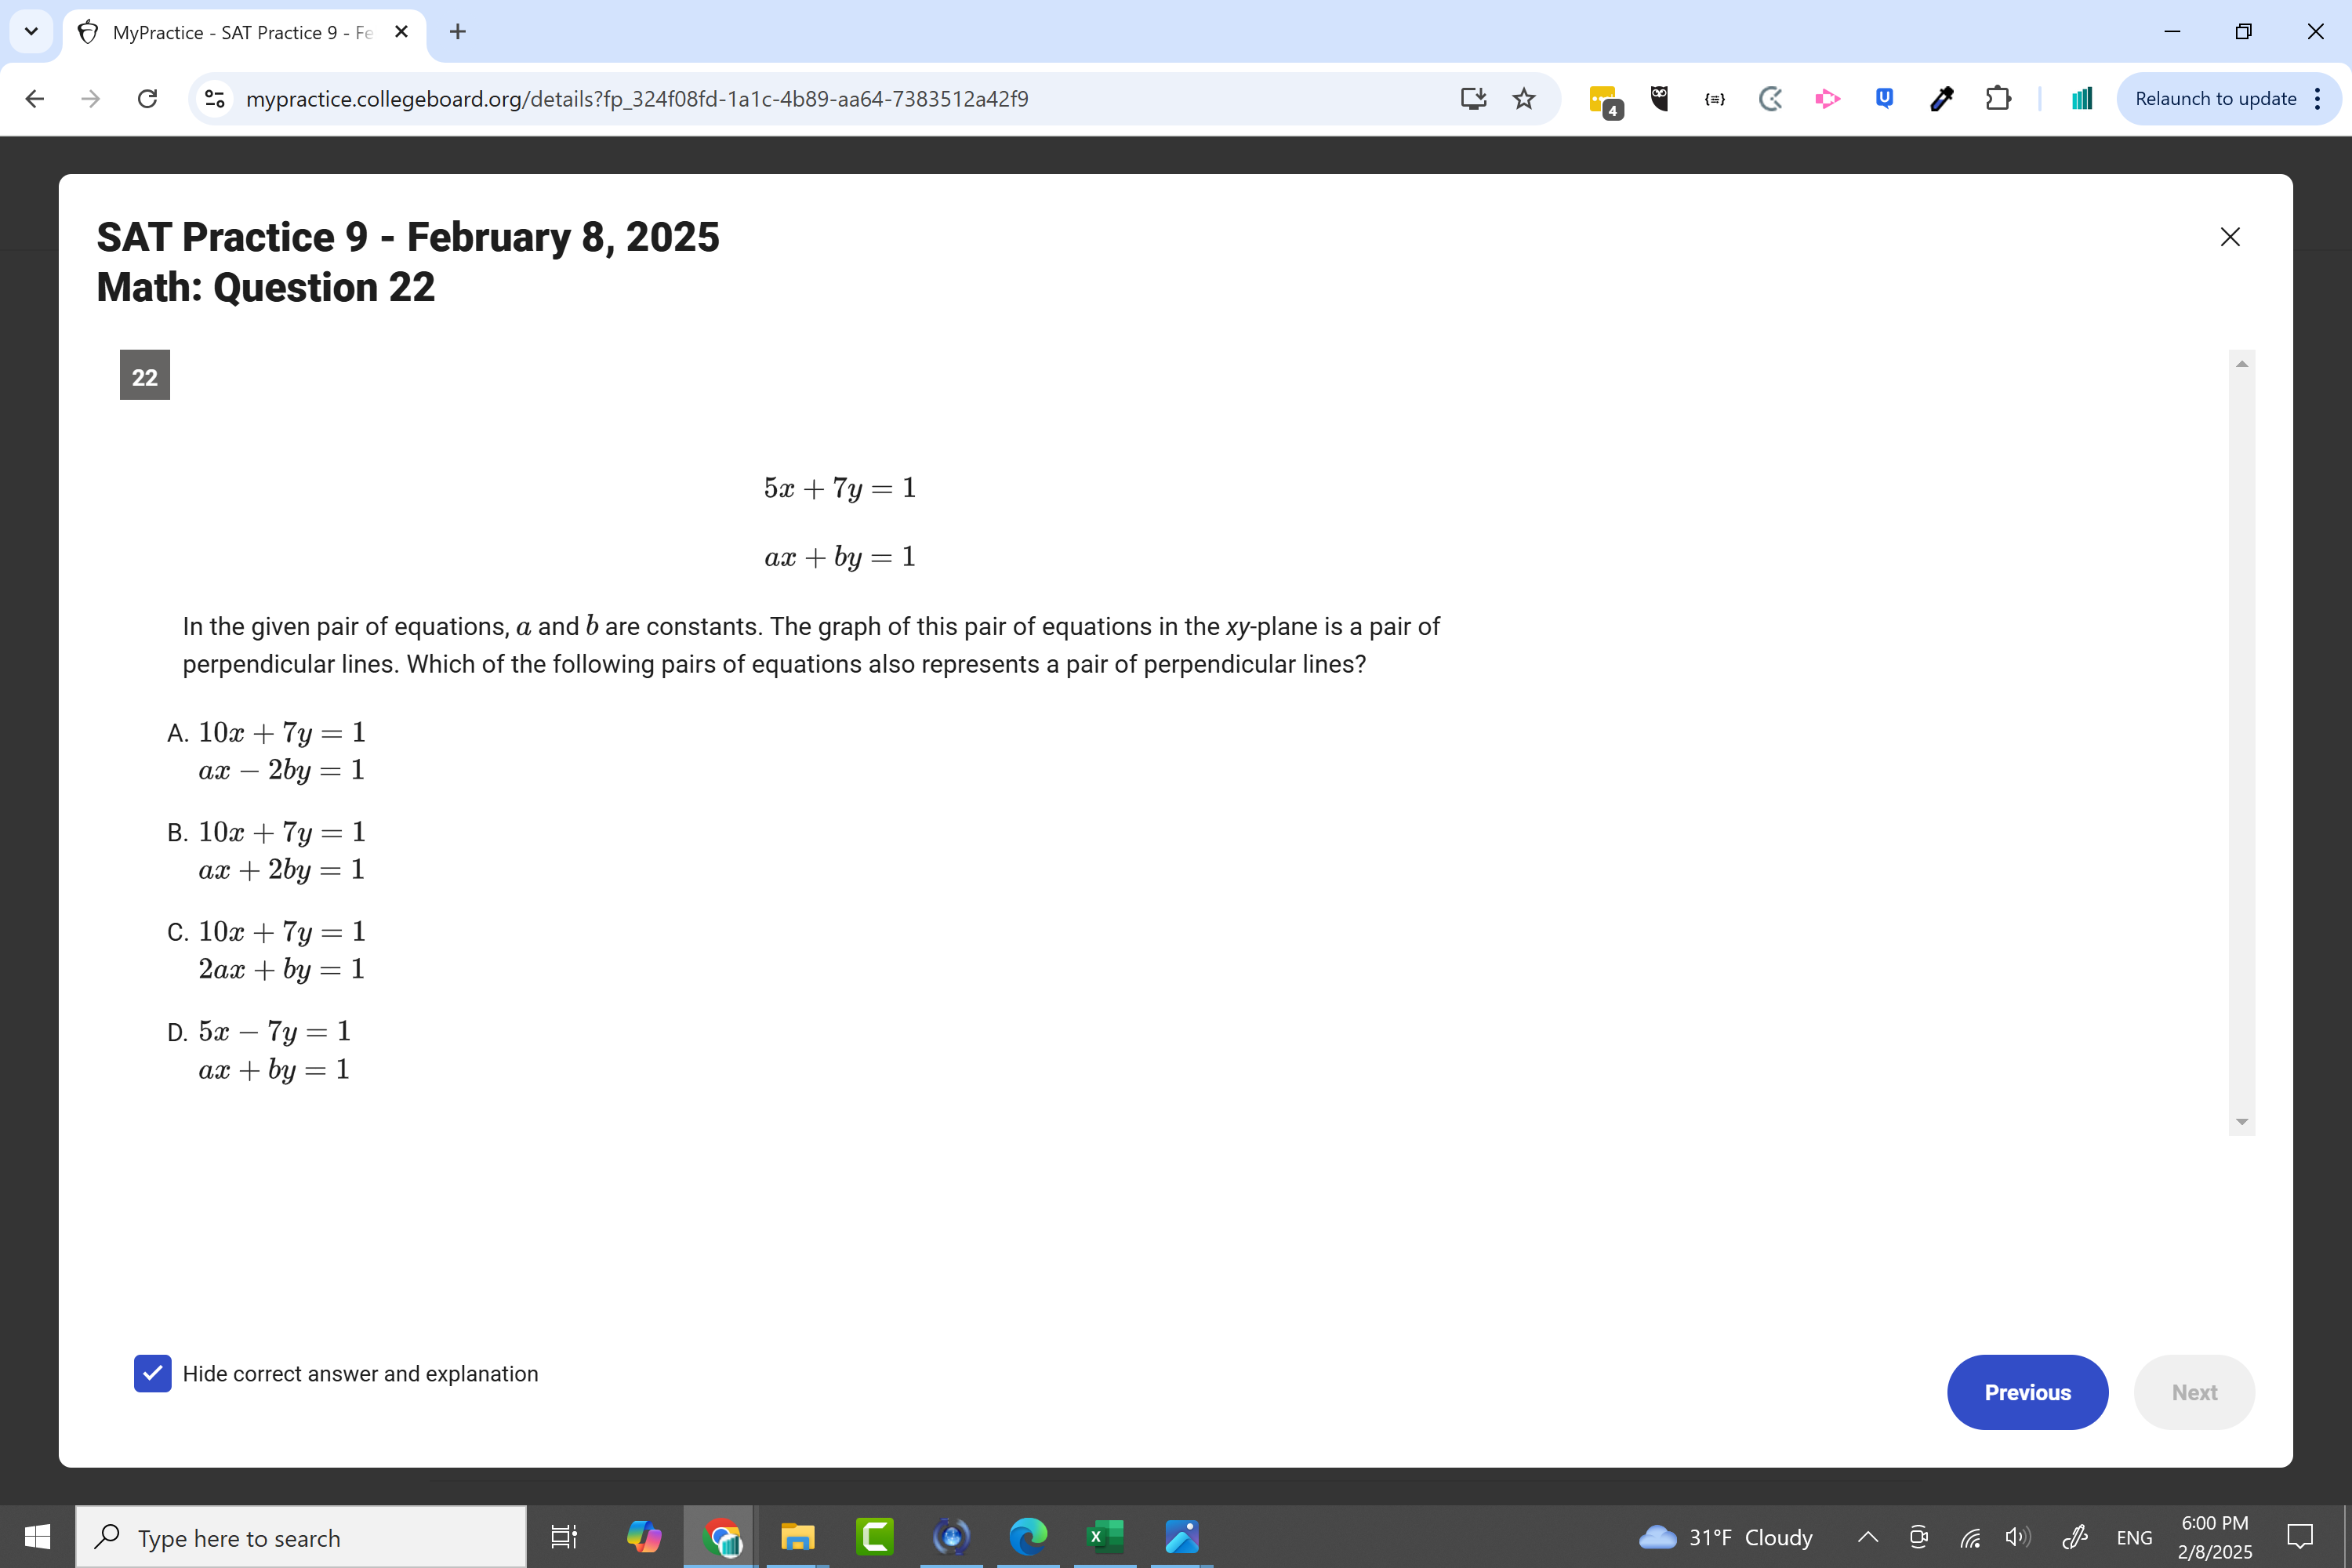 MyPractice - SAT Practice 9 - Fe
mypractice.collegeboard.org/details?fp_324f08fd-1a1c-4b89-aa64-7383512a42f9
4
{≡}
U
Relaunch to update
SAT Practice 9 - February 8, 2025
Math: Question 22
22
5x + 7y = 1
ax + by = 1
In the given pair of equations, a and b are constants. The graph of this pair of equations in the xy-plane is a pair of
perpendicular lines. Which of the following pairs of equations also represents a pair of perpendicular lines?
A. 10x + 7y = 1
ax − 2by = 1
B. 10x + 7y = 1
ax + 2by = 1
C. 10x + 7y = 1
2ax + by = 1
D. 5x − 7y = 1
ax + by = 1
Hide correct answer and explanation
Previous
Next
Type here to search
31°F Cloudy
ENG
6:00 PM
2/8/2025